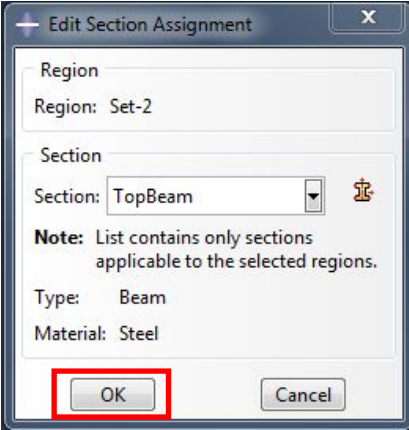 Edit Section Assignment
x
Region
Region: Set-2
Section
Section: TopBeam
Note: List contains only sections
applicable to the selected regions.
Type: Beam
Material: Steel
OK Cancel